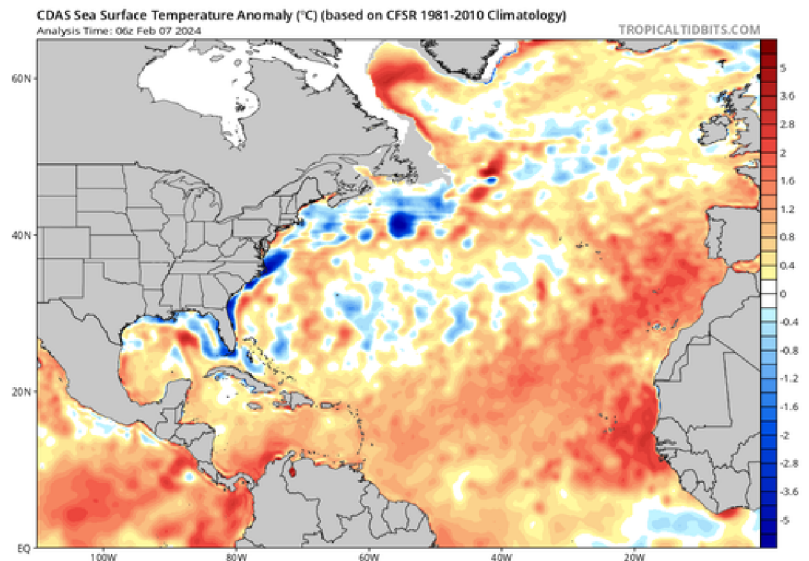 CDAS Sea Surface Temperature Anomaly (°C) (based on CFSR 1981-2010 Climatology)
Analysis Time: 06z Feb 07 2024
TROPICALTIDBITS.COM
60N
40N
20N
EQ
100W
80W
60W
40W
20W
5
3.6
2.8
2
1.6
1.2
0.8
0.4
0
-0.4
-0.8
-1.2
-1.6
-2
-2.8
-3.6
-5